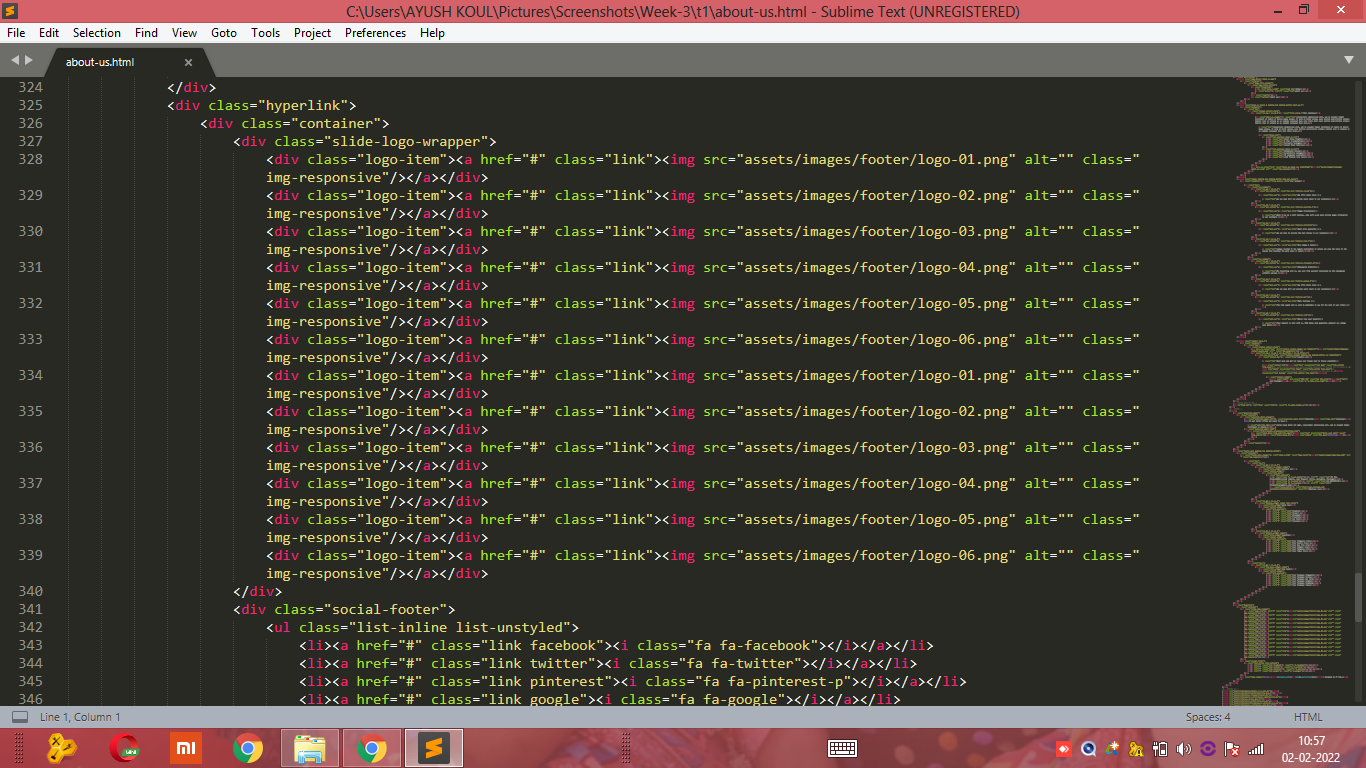 C:\Users\AYUSH KOUL\Pictures\Screenshots\Week-3\t1\about-us.html - Sublime Text (UNREGISTERED)
File Edit Selection Find View Goto Tools Project Preferences Help
about-us.html
324 </div>
325 <div class="hyperlink">
326 <div class="container">
327 <div class="slide-logo-wrapper">
328 <div class="logo-item"><a href="#" class="link"><img src="assets/images/footer/logo-01.png" alt="" class="
img-responsive"/></a></div>
329 <div class="logo-item"><a href="#" class="link"><img src="assets/images/footer/logo-02.png" alt="" class="
img-responsive"/></a></div>
330 <div class="logo-item"><a href="#" class="link"><img src="assets/images/footer/logo-03.png" alt="" class="
img-responsive"/></a></div>
331 <div class="logo-item"><a href="#" class="link"><img src="assets/images/footer/logo-04.png" alt="" class="
img-responsive"/></a></div>
332 <div class="logo-item"><a href="#" class="link"><img src="assets/images/footer/logo-05.png" alt="" class="
img-responsive"/></a></div>
333 <div class="logo-item"><a href="#" class="link"><img src="assets/images/footer/logo-06.png" alt="" class="
img-responsive"/></a></div>
334 <div class="logo-item"><a href="#" class="link"><img src="assets/images/footer/logo-01.png" alt="" class="
img-responsive"/></a></div>
335 <div class="logo-item"><a href="#" class="link"><img src="assets/images/footer/logo-02.png" alt="" class="
img-responsive"/></a></div>
336 <div class="logo-item"><a href="#" class="link"><img src="assets/images/footer/logo-03.png" alt="" class="
img-responsive"/></a></div>
337 <div class="logo-item"><a href="#" class="link"><img src="assets/images/footer/logo-04.png" alt="" class="
img-responsive"/></a></div>
338 <div class="logo-item"><a href="#" class="link"><img src="assets/images/footer/logo-05.png" alt="" class="
img-responsive"/></a></div>
339 <div class="logo-item"><a href="#" class="link"><img src="assets/images/footer/logo-06.png" alt="" class="
img-responsive"/></a></div>
340 </div>
341 <div class="social-footer">
342 <ul class="list-inline list-unstyled">
343 <li><a href="#" class="link facebook"><i class="fa fa-facebook"></i></a></li>
344 <li><a href="#" class="link twitter"><i class="fa fa-twitter"></i></a></li>
345 <li><a href="#" class="link pinterest"><i class="fa fa-pinterest-p"></i></a></li>
346 <li><a href="#" class="link google"><i class="fa fa-google"></i></a></li>
Line 1, Column 1 Spaces: 4 HTML
mi
10:57
02-02-2022